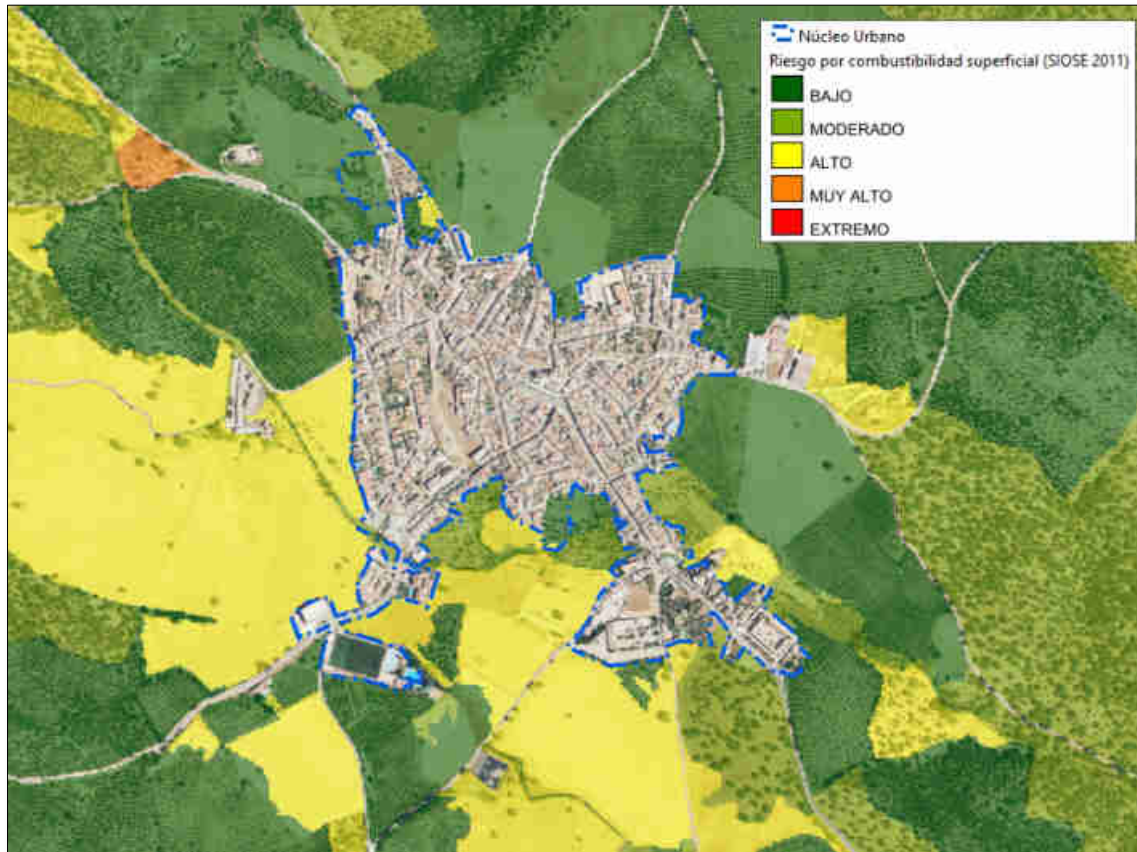 Núcleo Urbano
Riesgo por combustibilidad superficial (SIOSE 2011)
BAJO
MODERADO
ALTO
MUY ALTO
EXTREMO